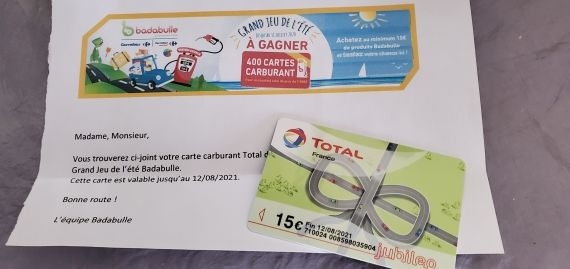 badabulle
GRAND JEU DE L'ÉTÉ
À GAGNER
400 CARTES
CARBURANT
Achetez au minimum 15€
de produits Badabulle
et tentez votre chance ici !
Carrefour
Madame, Monsieur,
Vous trouverez ci-joint votre carte carburant Total
Grand Jeu de l'été Badabulle.
Cette carte est valable jusqu'au 12/08/2021.
Bonne route !
L'équipe Badabulle
TOTAL
France
15€ Fin 12/08/2021
710024 008598035904
jubileo